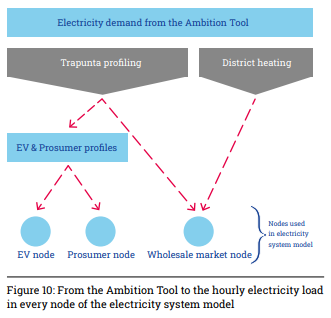 Electricity demand from the Ambition Tool
Trapunta profiling
District heating
EV & Prosumer profiles
EV node
Prosumer node
Wholesale market node
Nodes used
in electricity
system model
Figure 10: From the Ambition Tool to the hourly electricity load
in every node of the electricity system model